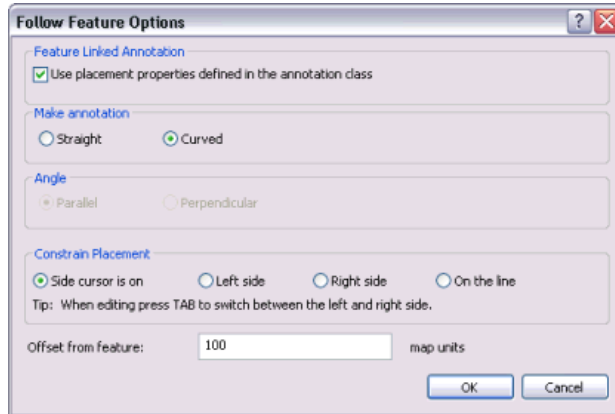 Follow Feature Options
Feature Linked Annotation
Use placement properties defined in the annotation class
Make annotation
Straight Curved
Angle
Parallel Perpendicular
Constrain Placement
Side cursor is on Left side Right side On the line
Tip: When editing press TAB to switch between the left and right side.
Offset from feature: 100 map units
OK Cancel